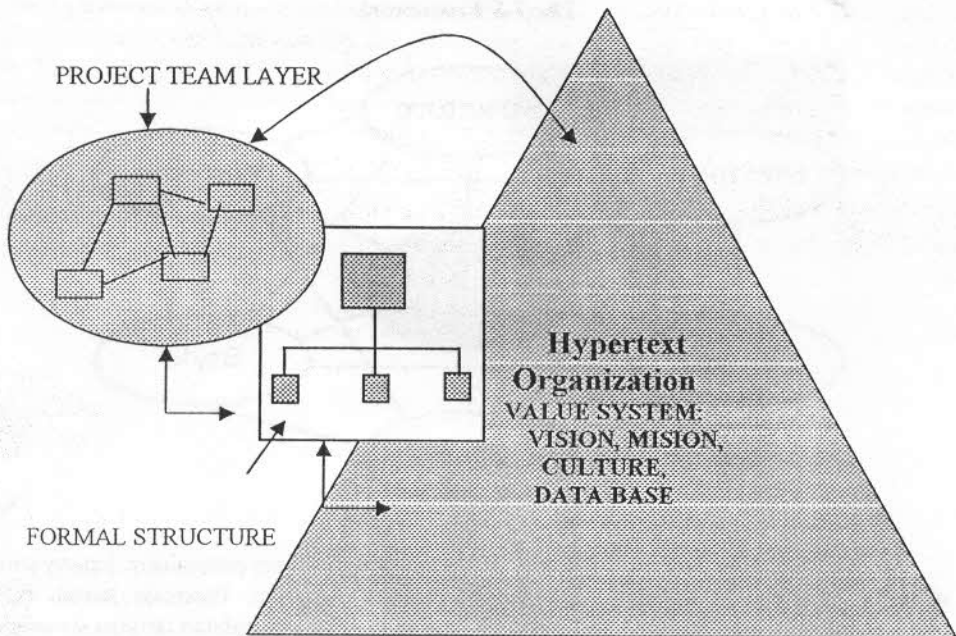 PROJECT TEAM LAYER
Hypertext
Organization
VALUE SYSTEM:
VISION, MISION,
CULTURE,
DATA BASE
FORMAL STRUCTURE